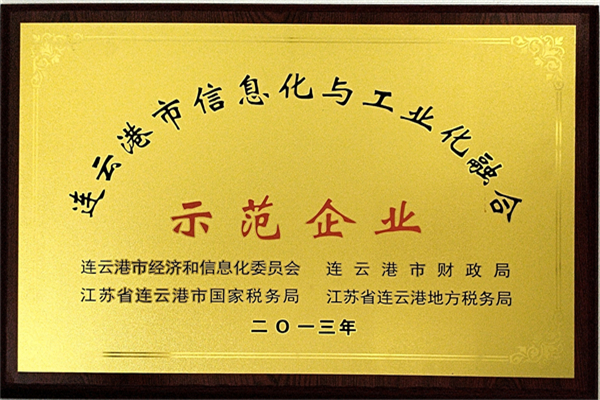 连云港市信息化与工业化融合
示范企业
连云港市经济和信息化委员会 连云港市财政局
江苏省连云港市国家税务局 江苏省连云港地方税务局
二〇一三年